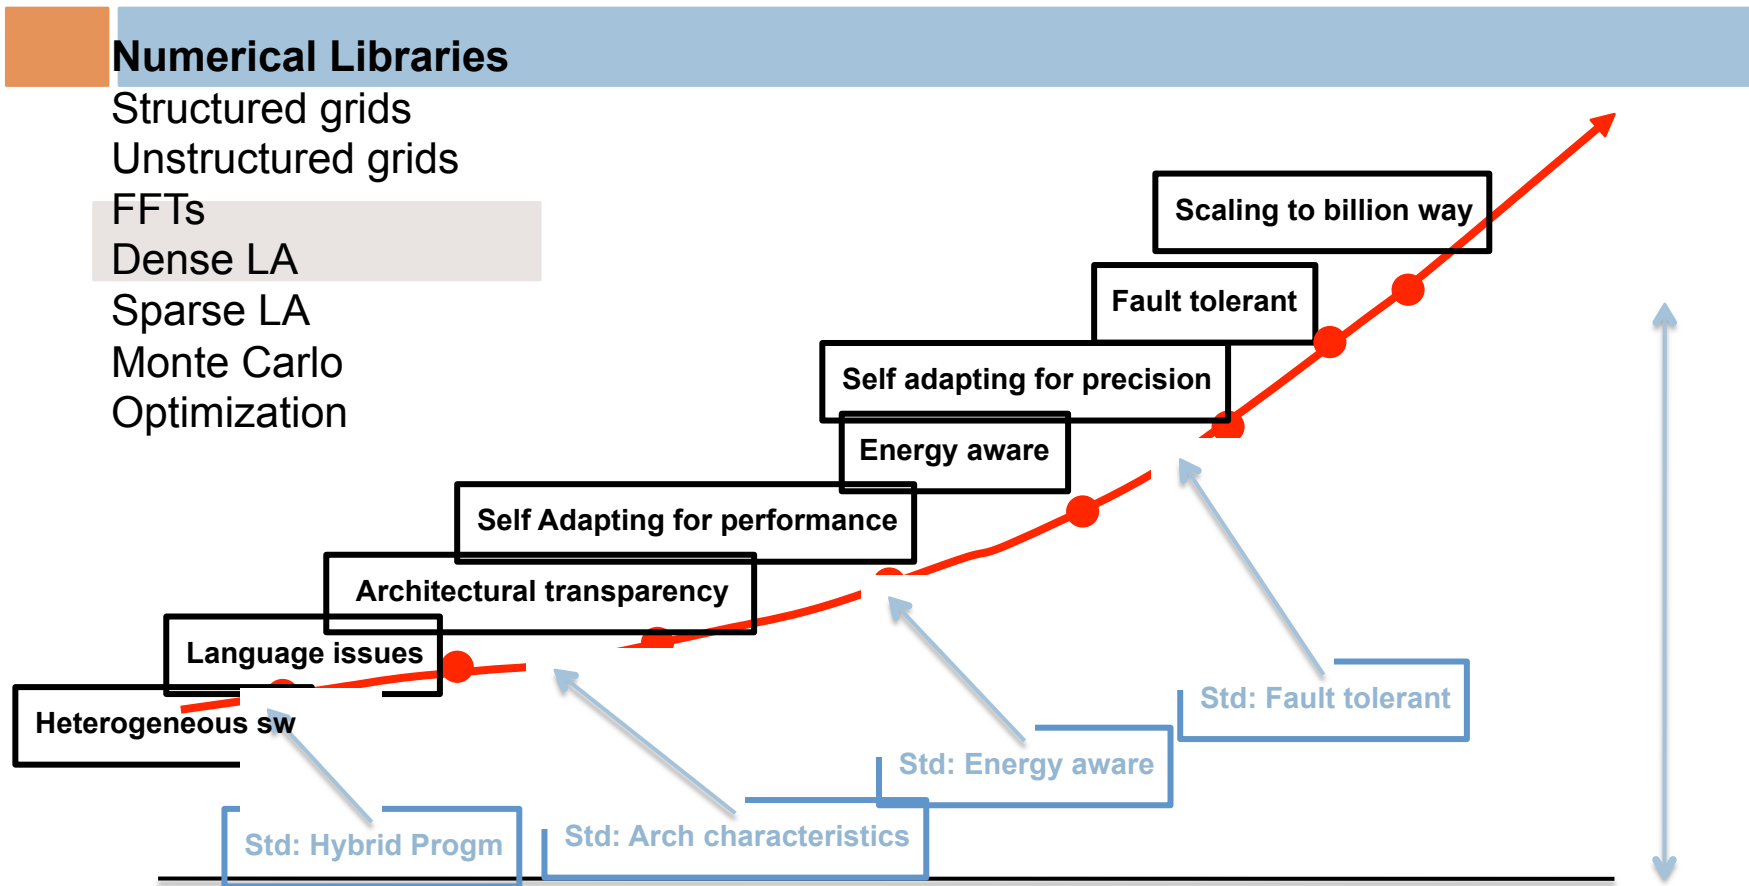 Numerical Libraries
Structured grids
Unstructured grids
FFTs
Dense LA
Sparse LA
Monte Carlo
Optimization
Scaling to billion way
Fault tolerant
Self adapting for precision
Energy aware
Self Adapting for performance
Architectural transparency
Language issues
Heterogeneous sw
Std: Fault tolerant
Std: Energy aware
Std: Arch characteristics
Std: Hybrid Progm